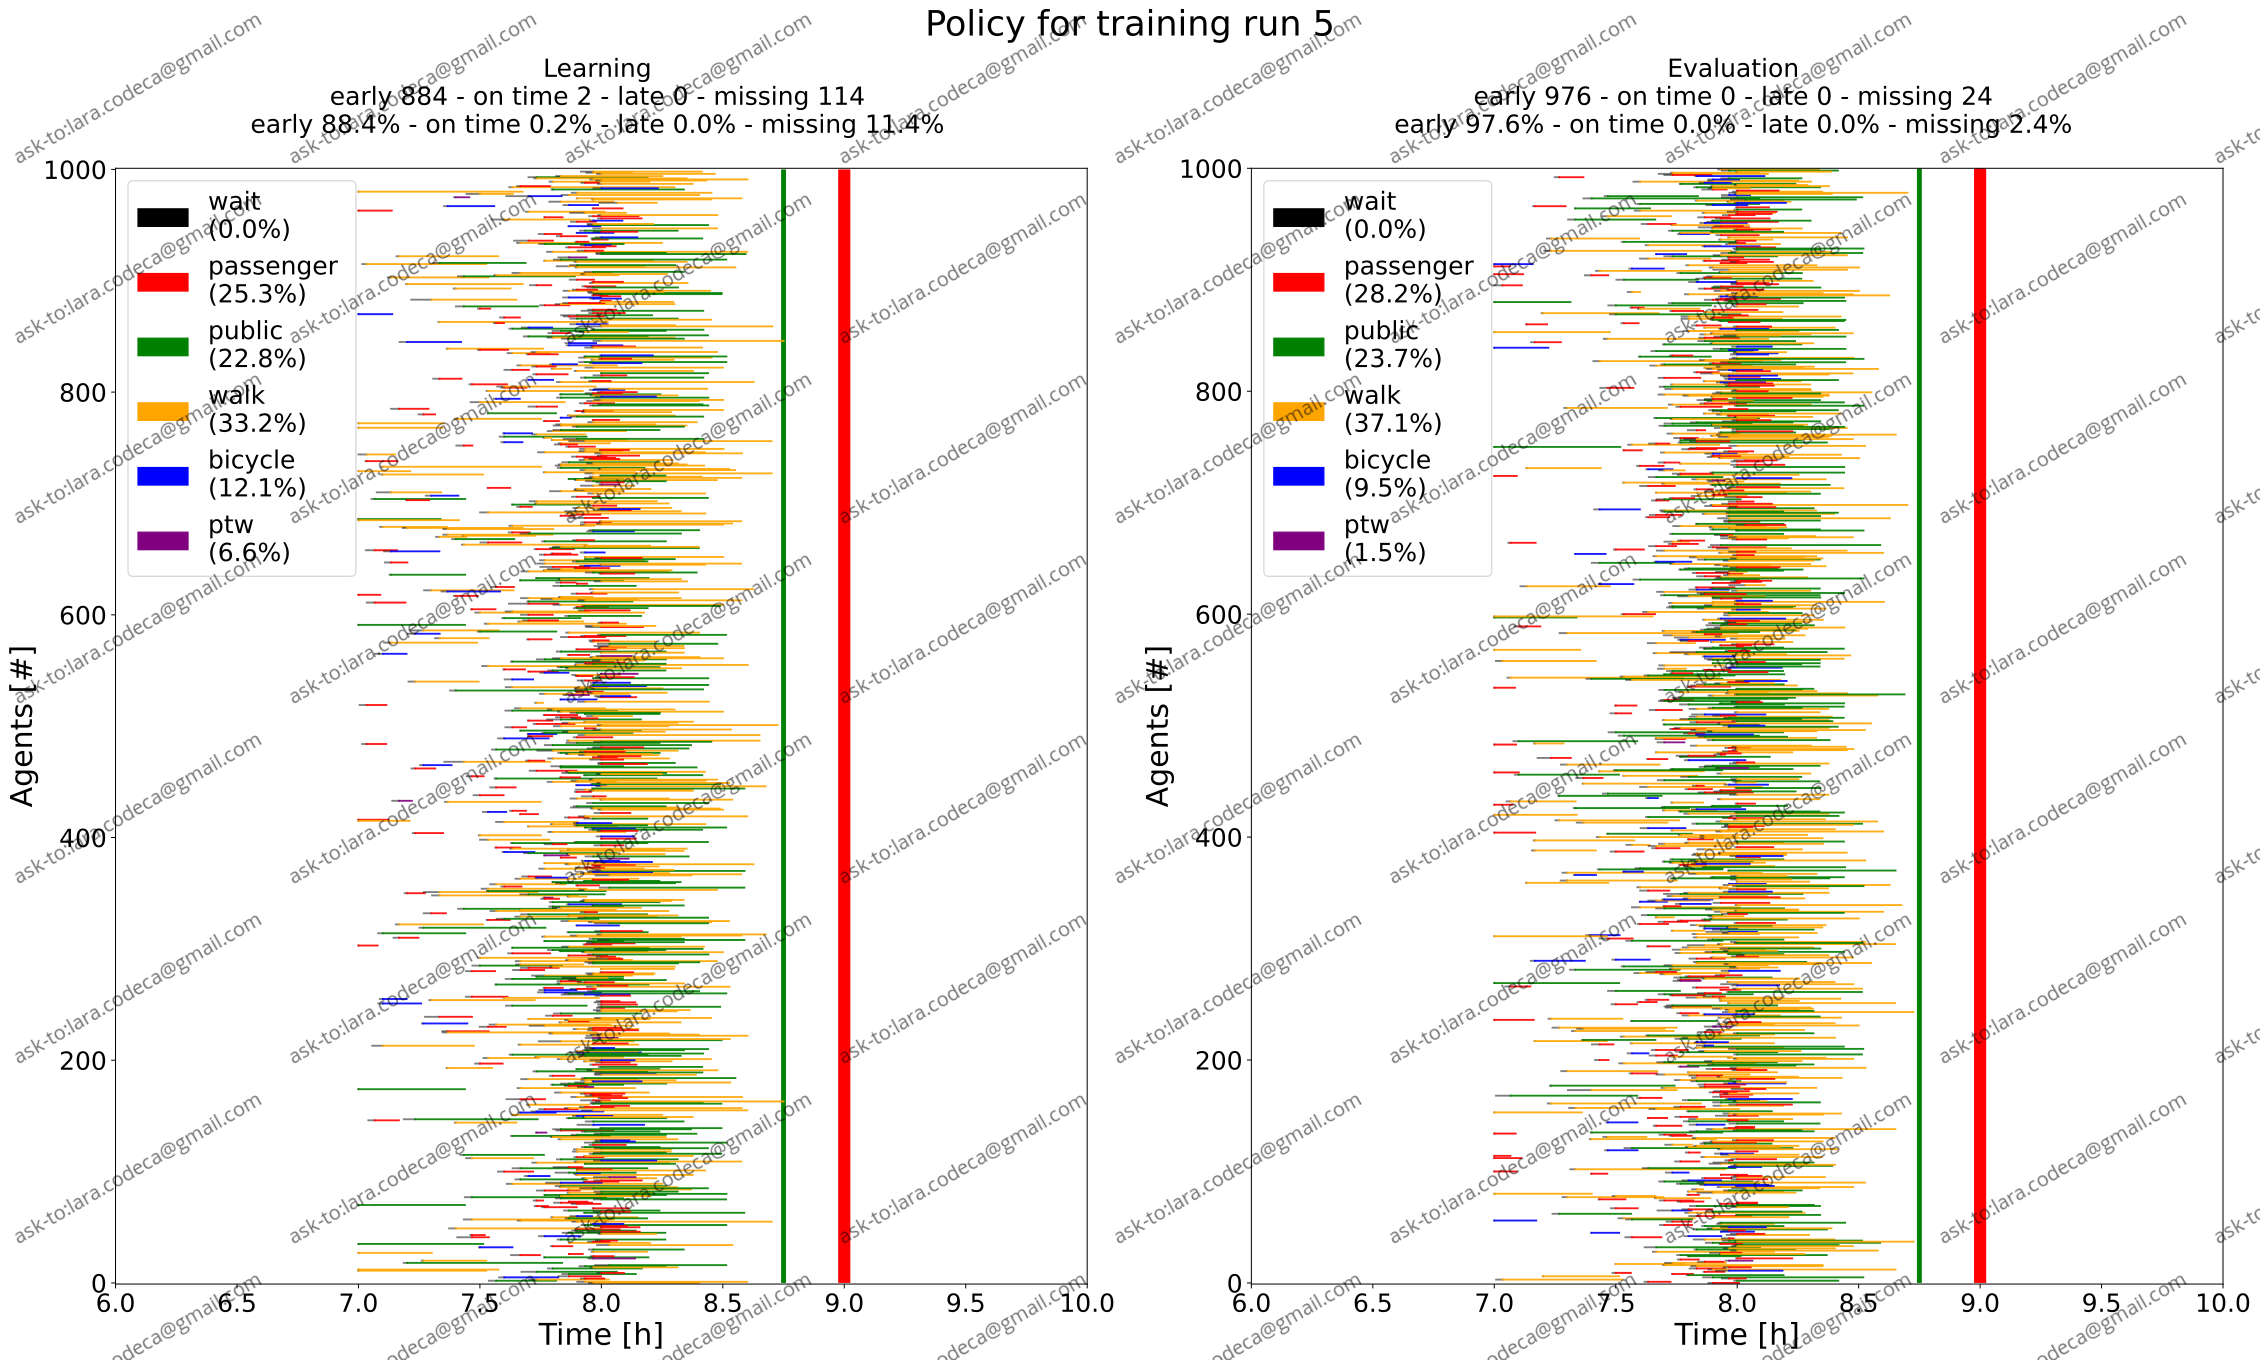 Policy for training run 5
Learning
early 884 - on time 2 - late 0 - missing 114
early 88.4% - on time 0.2% - late 0.0% - missing 11.4%
1000
800
600
400
200
0
Agents [#]
wait
(0.0%)
passenger
(25.3%)
public
(22.8%)
walk
(33.2%)
bicycle
(12.1%)
ptw
(6.6%)
6.0 6.5 7.0 7.5 8.0 8.5 9.0 9.5 10.0
Time [h]
Evaluation
early 976 - on time 0 - late 0 - missing 24
early 97.6% - on time 0.0% - late 0.0% - missing 2.4%
1000
800
600
400
200
0
Agents [#]
wait
(0.0%)
passenger
(28.2%)
public
(23.7%)
walk
(37.1%)
bicycle
(9.5%)
ptw
(1.5%)
6.0 6.5 7.0 7.5 8.0 8.5 9.0 9.5 10.0
Time [h]
ask-to:lara.codeca@gmail.com